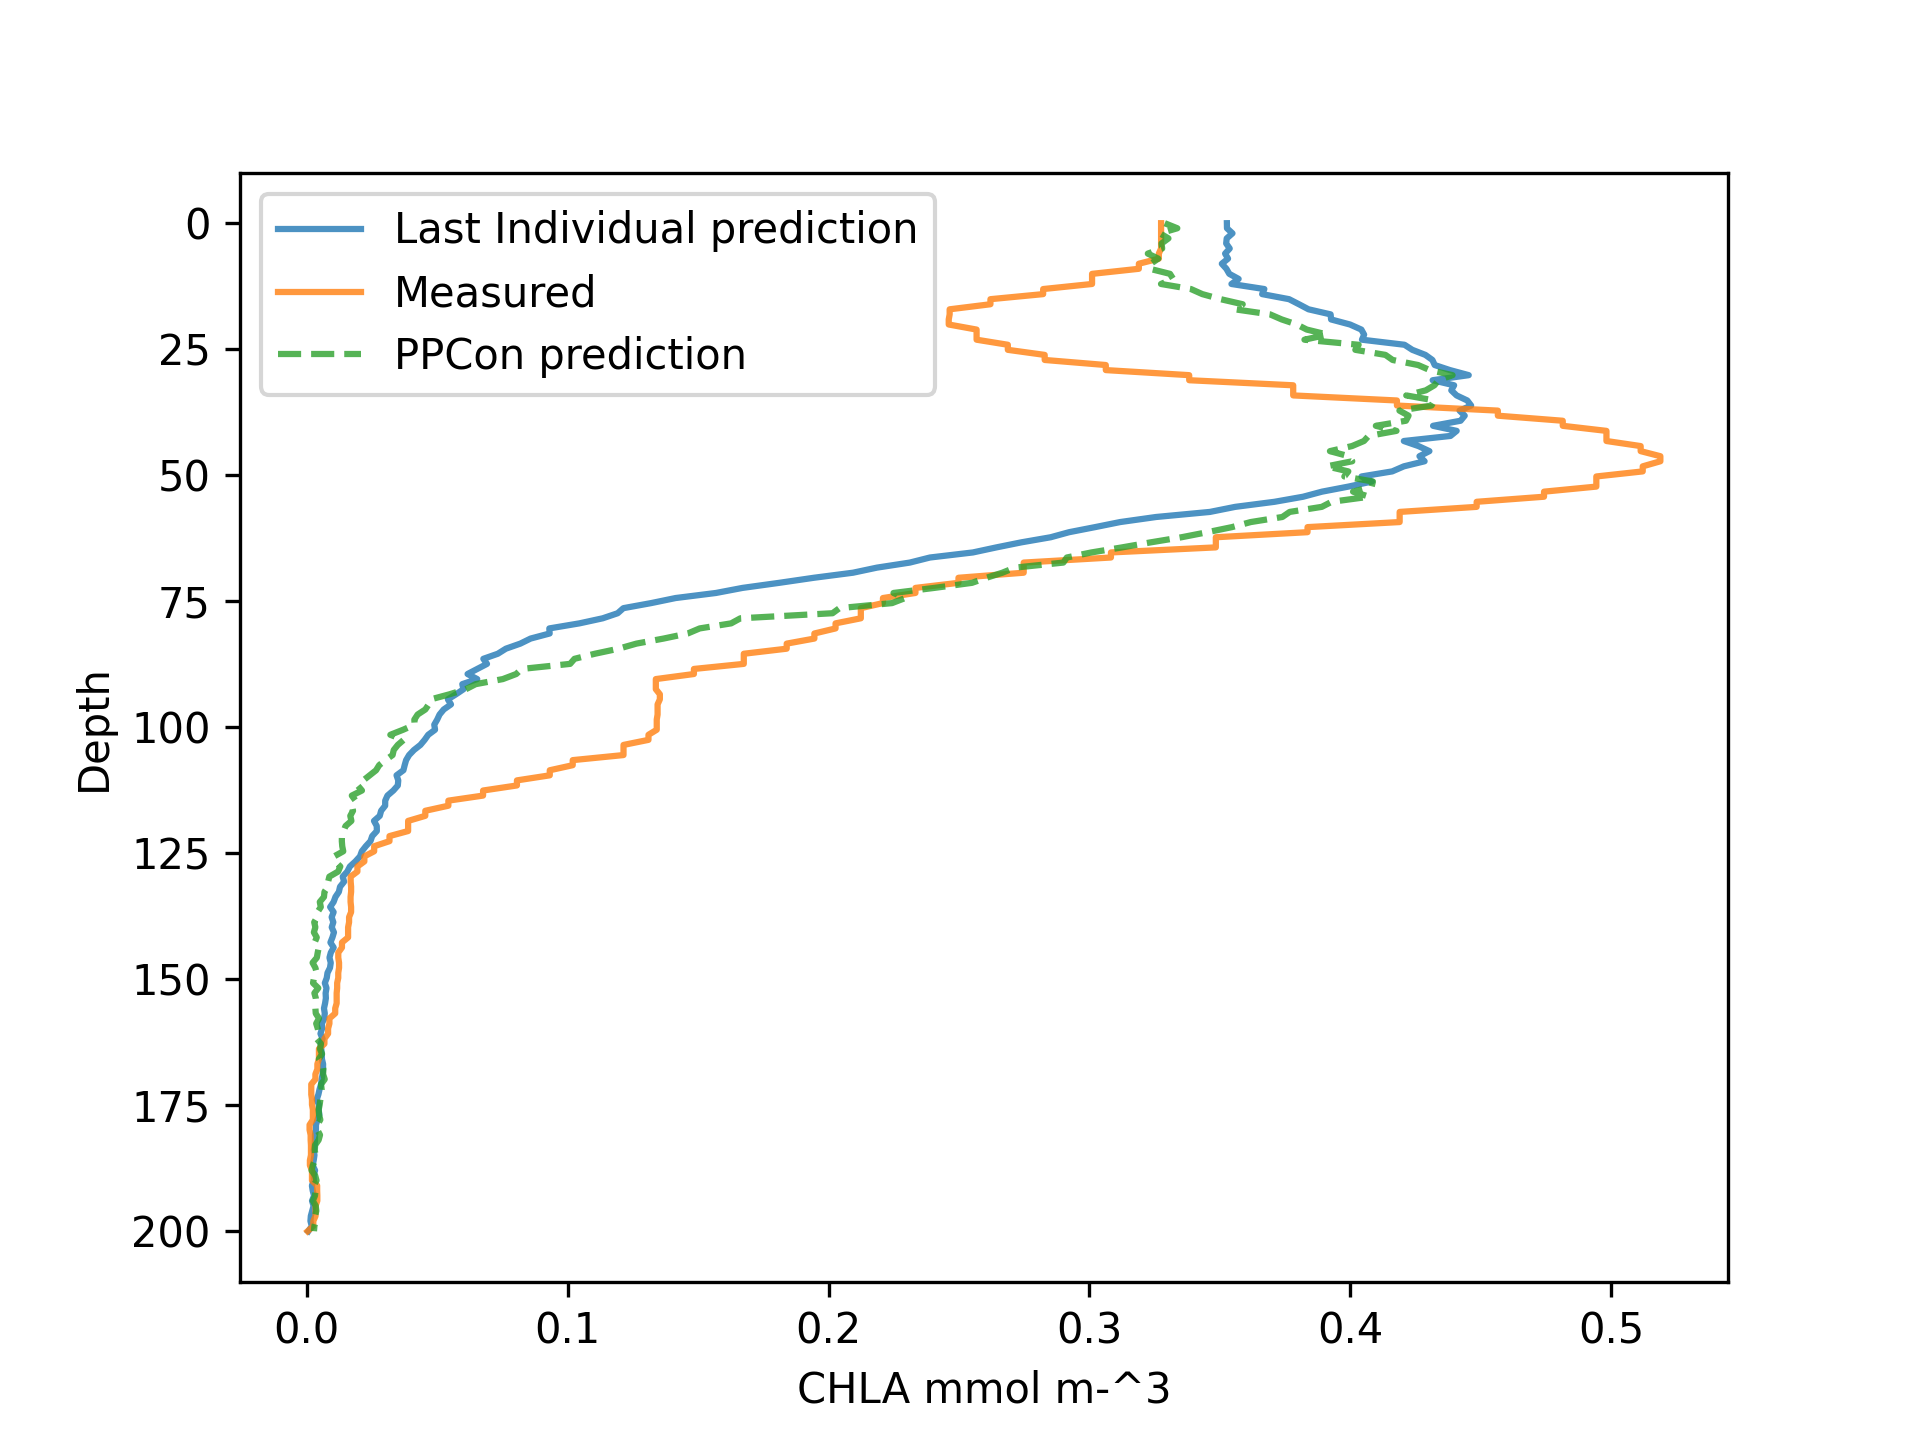 Last Individual prediction
Measured
PPCon prediction
0
25
50
75
100
125
150
175
200
Depth
0.0 0.1 0.2 0.3 0.4 0.5
CHLA mmol m-^3